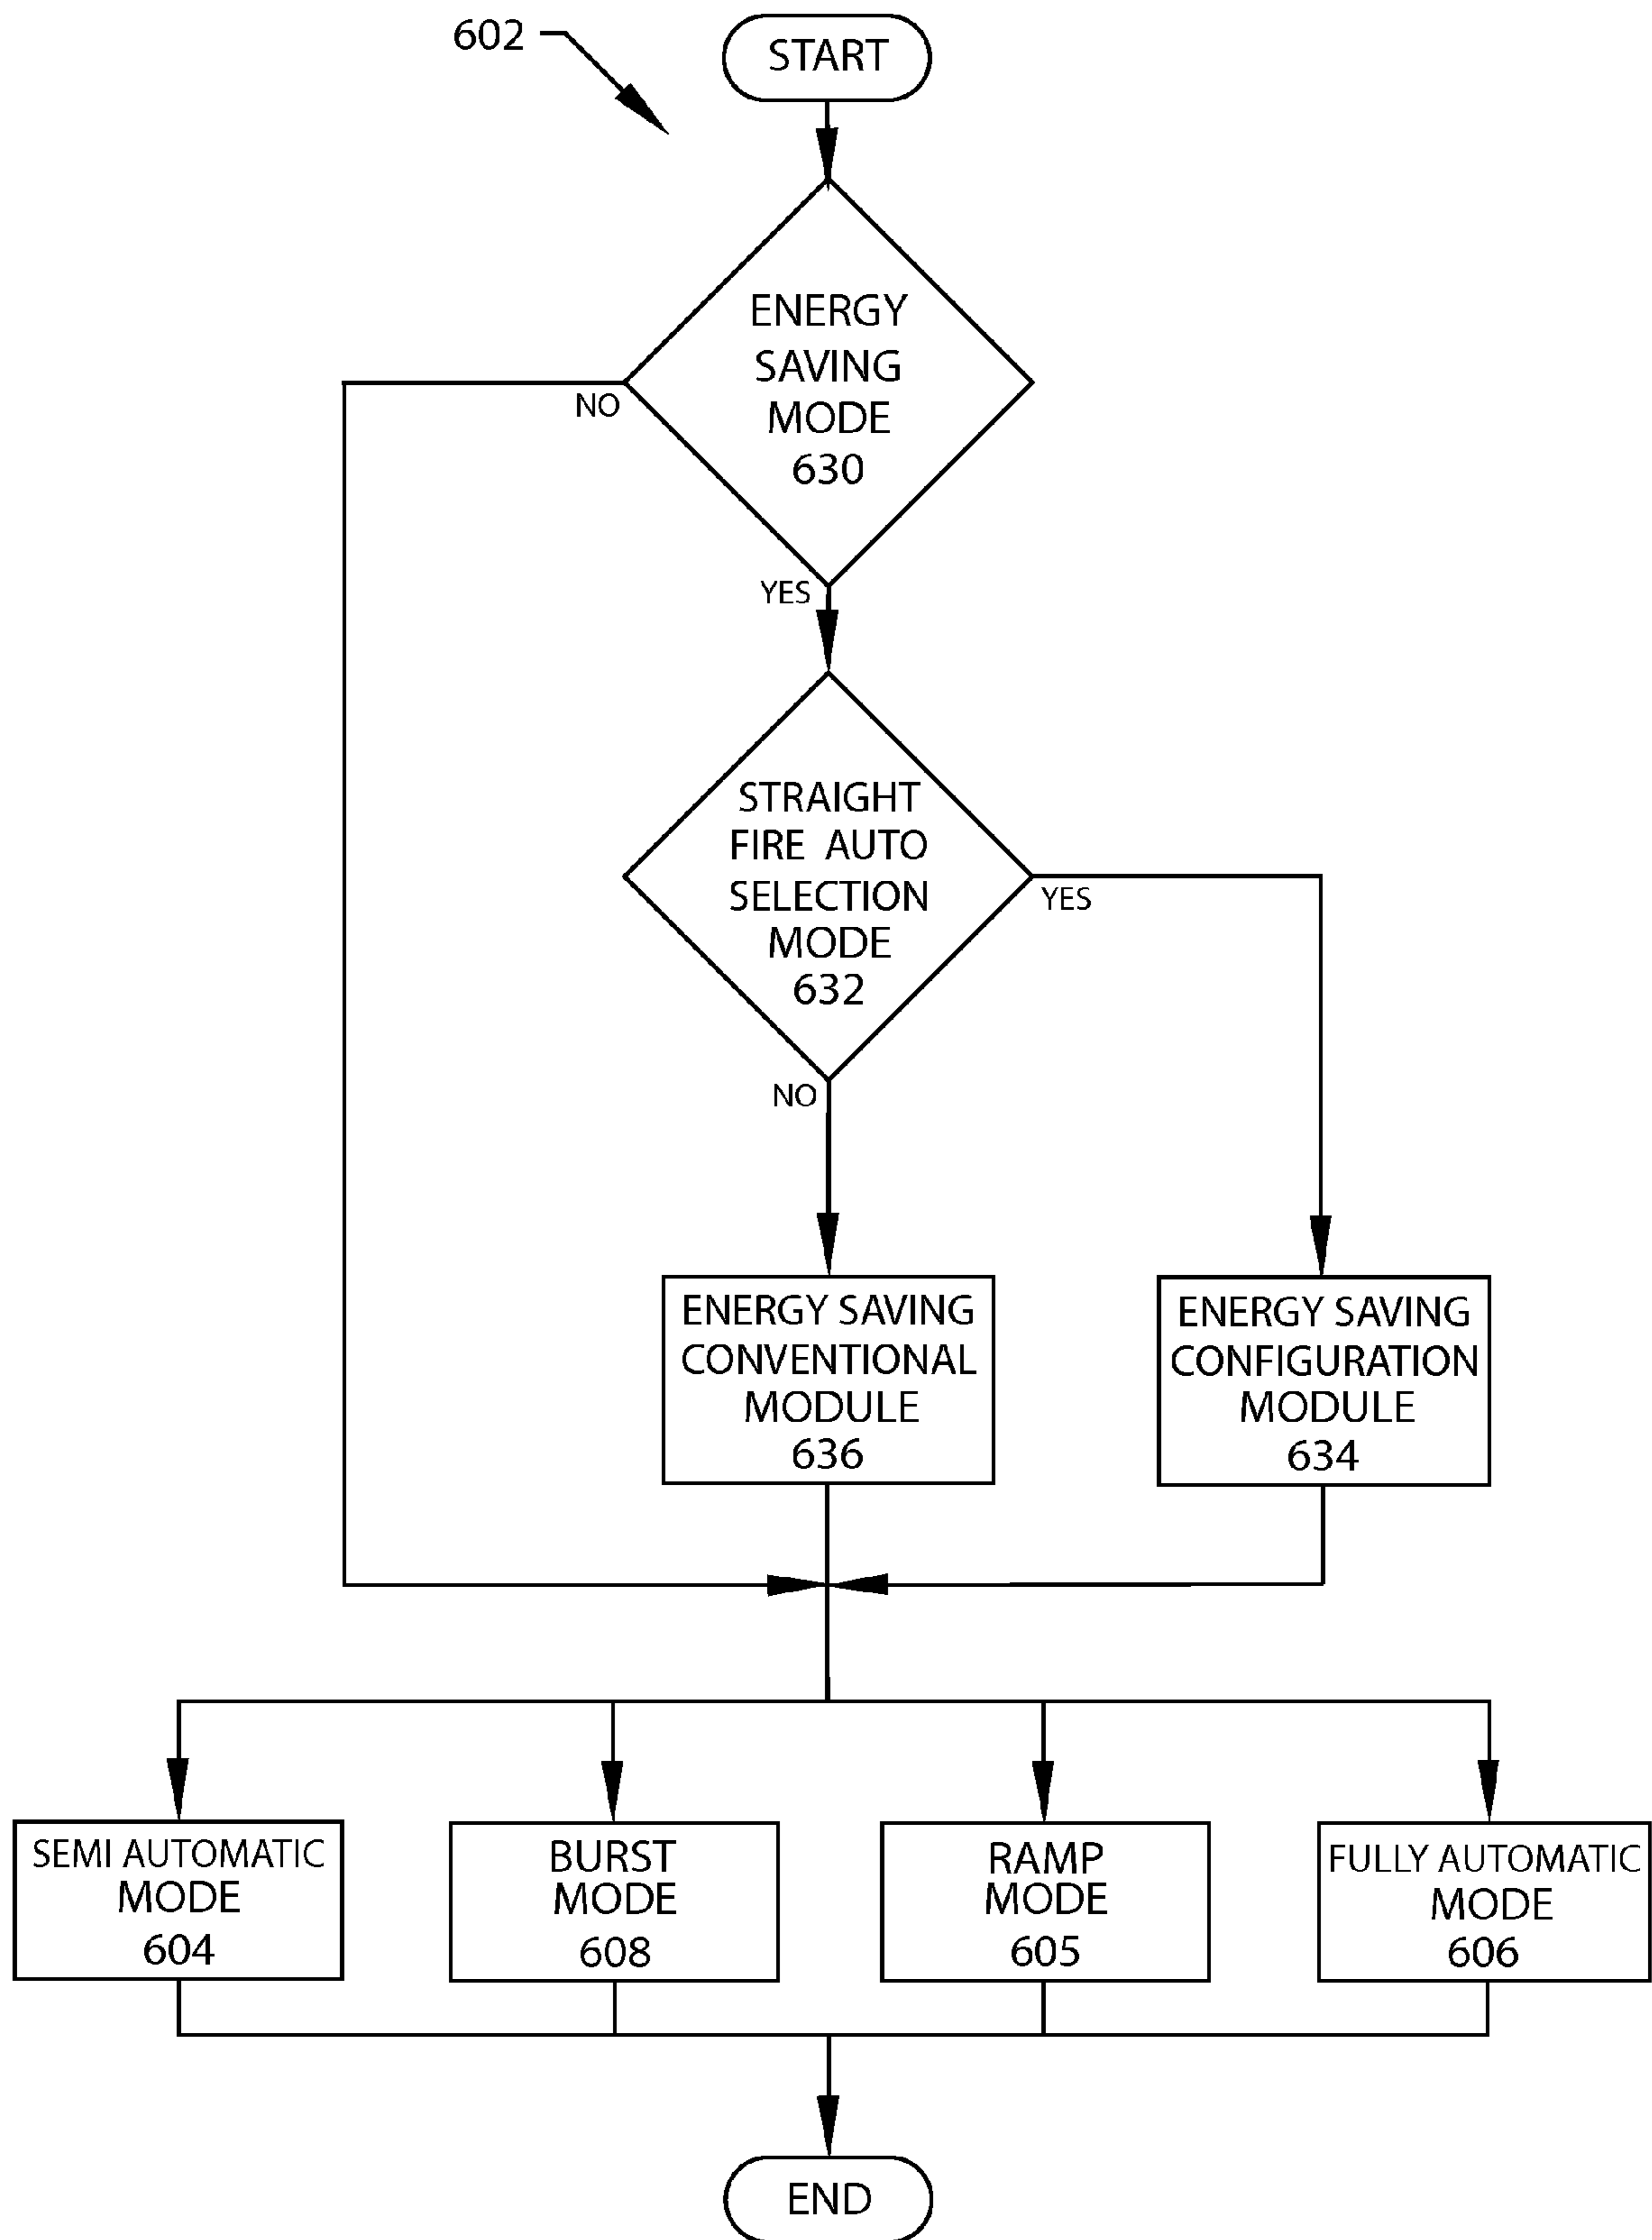 602
START
ENERGY
SAVING
MODE
630
NO
YES
STRAIGHT
FIRE AUTO
SELECTION
MODE
632
YES
NO
ENERGY SAVING
CONVENTIONAL
MODULE
636
ENERGY SAVING
CONFIGURATION
MODULE
634
SEMI AUTOMATIC
MODE
604
BURST
MODE
608
RAMP
MODE
605
FULLY AUTOMATIC
MODE
606
END